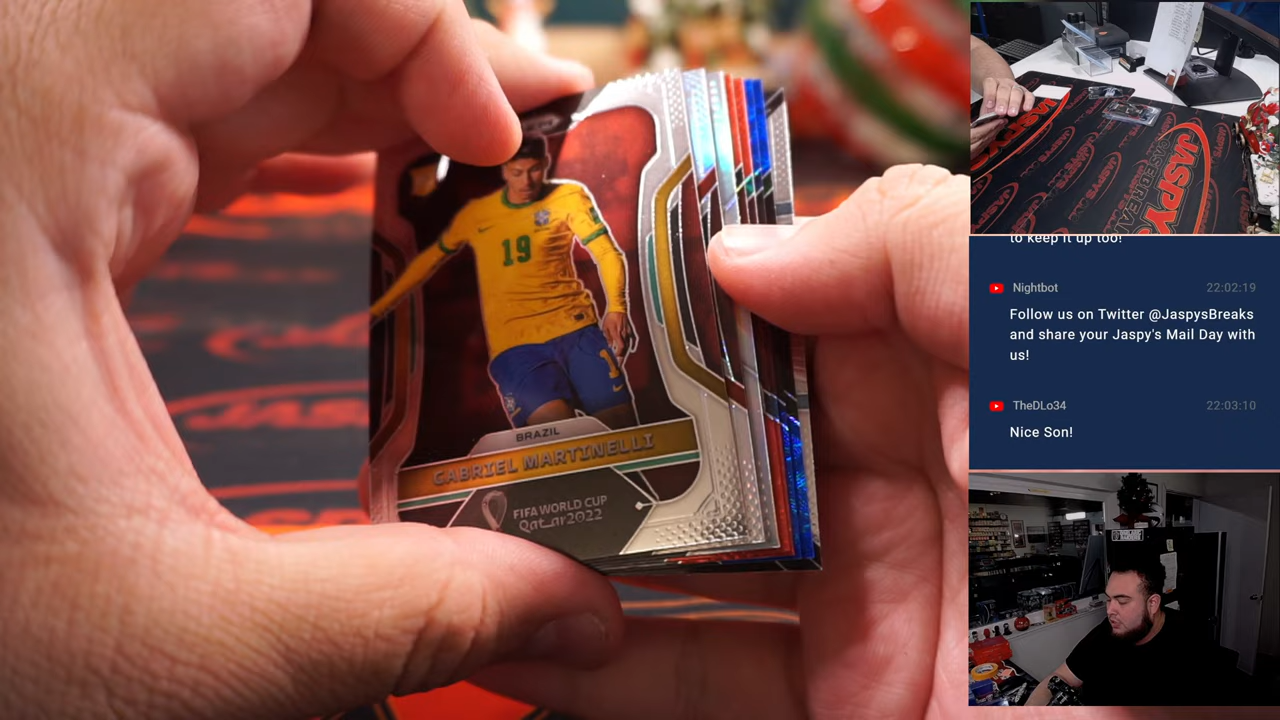 19
BRAZIL
GABRIEL MARTINELLI
FIFA WORLD CUP
Qatar2022
JASPY'S
to keep it up too!
Nightbot 22:02:19
Follow us on Twitter @JaspysBreaks
and share your Jaspy's Mail Day with
us!
TheDLo34 22:03:10
Nice Son!